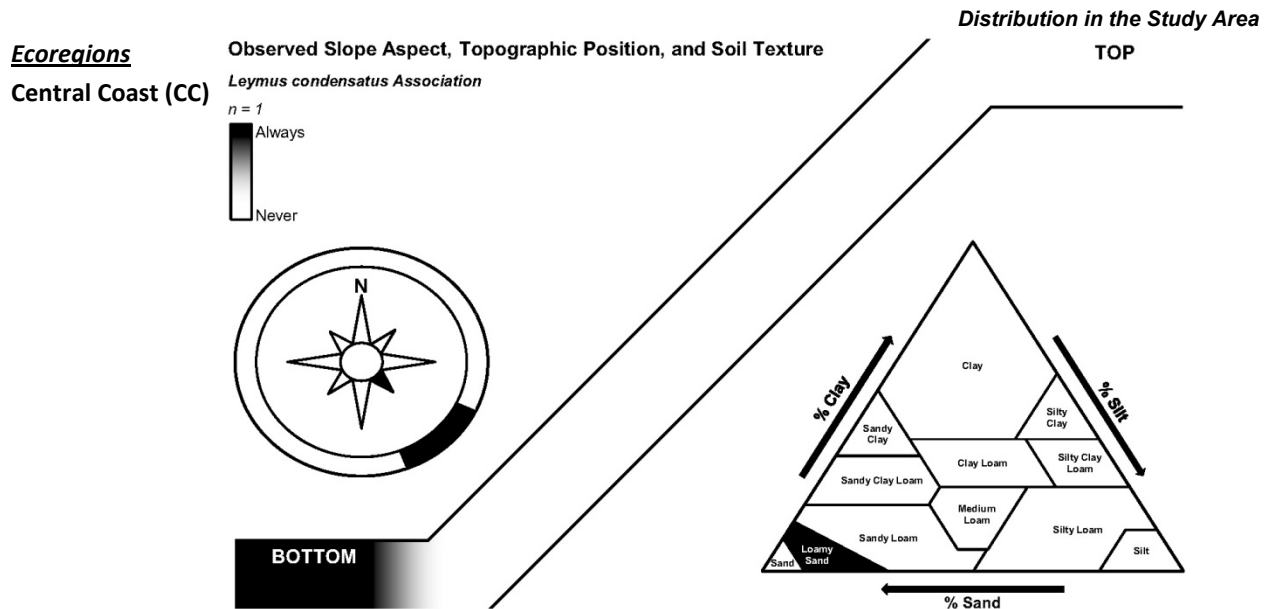 Distribution in the Study Area
Ecoregions
Central Coast (CC)
Observed Slope Aspect, Topographic Position, and Soil Texture
Leymus condensatus Association
n = 1
Always
Never
TOP
N
BOTTOM
% Clay
% Silt
% Sand
Clay
Silty
Clay
Sandy
Clay
Clay Loam
Silty Clay
Loam
Sandy Clay Loam
Medium
Loam
Silty Loam
Sandy Loam
Loamy
Sand
Sand
Silt